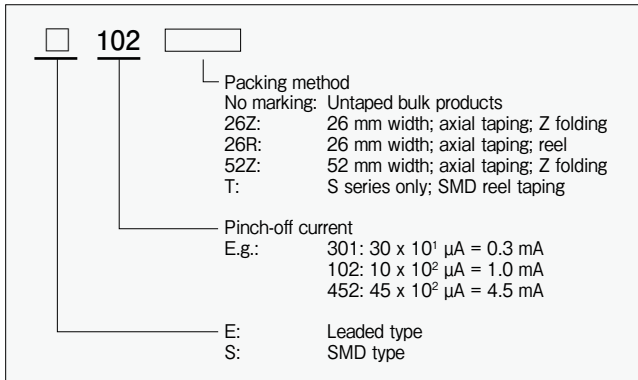 102
Packing method
No marking: Untaped bulk products
26Z: 26 mm width; axial taping; Z folding
26R: 26 mm width; axial taping; reel
52Z: 52 mm width; axial taping; Z folding
T: S series only; SMD reel taping
Pinch-off current
E.g.: 301: 30 x 10¹ µA = 0.3 mA
102: 10 x 10² µA = 1.0 mA
452: 45 x 10² µA = 4.5 mA
E: Leaded type
S: SMD type